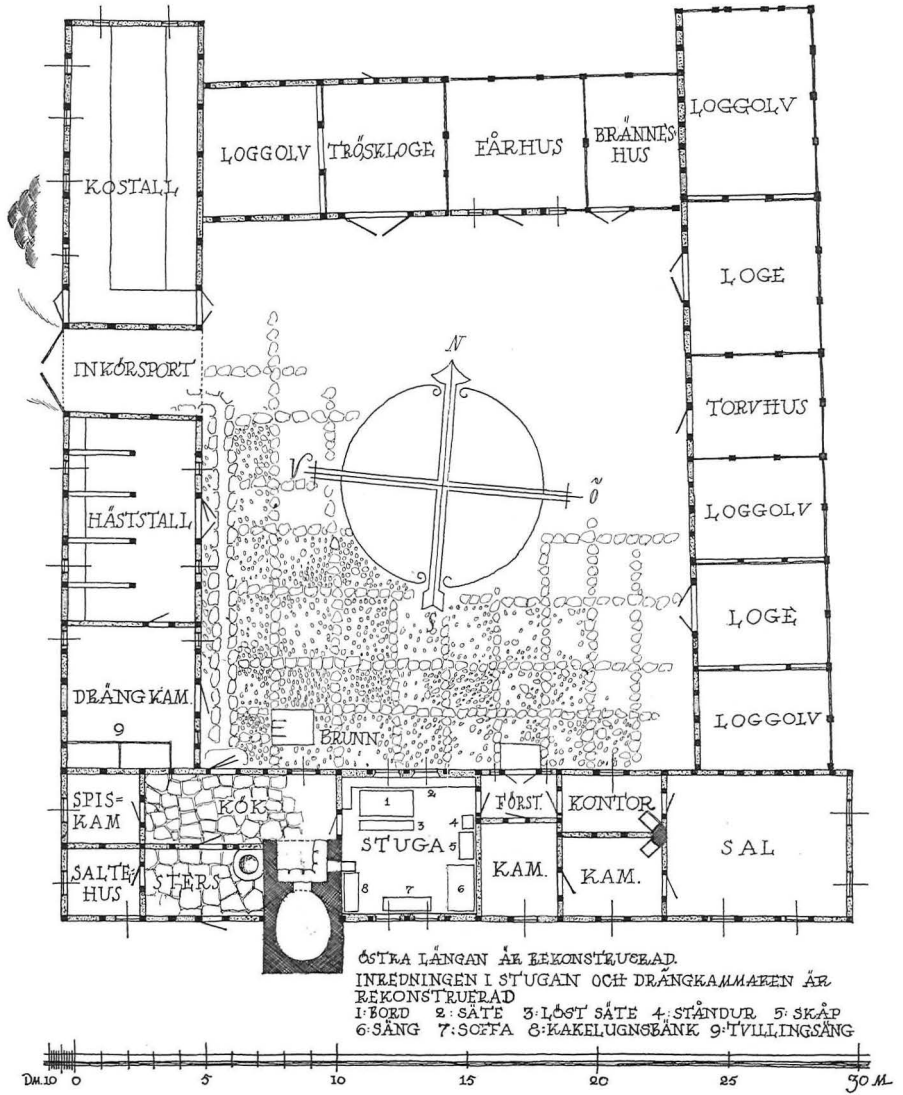 LOGGOLV
LOGGOLV
TRÖSKLOGE
FÅRHUS
BRÄNNES
HUS
KOSTALL
LOGE
INKÖRSPORT
N
TORVHUS
V
Ö
LOGGOLV
HÄSTSTALL
LOGE
S
DRÄNGKAM.
LOGGOLV
9
BRUNN
SPIS=
KAM
KÖK
1
2
3
4
FÖRST.
KONTOR
STUGA
5
SAL
SALTE-
HUS
STERS
8
7
6
KAM.
KAM.
ÖSTRA LÄNGAN ÄR REKONSTRUERAD.
INREDNINGEN I STUGAN OCH DRÄNGKAMMAREN ÄR
REKONSTRUERAD
1:BORD 2:SÄTE 3:LÖST SÄTE 4:STÅNDUR 5:SKÅP
6:SÄNG 7:SOFFA 8:KAKELUGNSBÄNK 9:TVILLINGSÄNG
DM.10 0 5 10 15 20 25 30 M